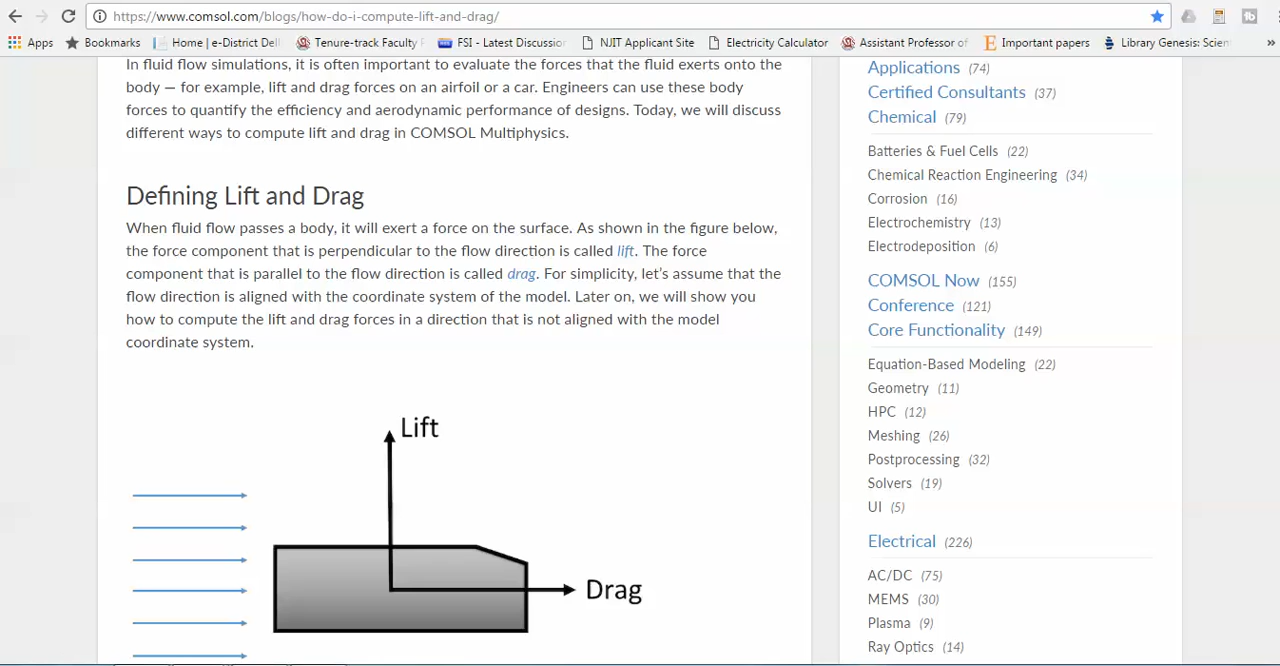 https://www.comsol.com/blogs/how-do-i-compute-lift-and-drag/
Apps Bookmarks Home | e-District Del Tenure-track Faculty FSI - Latest Discussion NJIT Applicant Site Electricity Calculator Assistant Professor of Important papers Library Genesis: Scien »
In fluid flow simulations, it is often important to evaluate the forces that the fluid exerts onto the
body — for example, lift and drag forces on an airfoil or a car. Engineers can use these body
forces to quantify the efficiency and aerodynamic performance of designs. Today, we will discuss
different ways to compute lift and drag in COMSOL Multiphysics.
Defining Lift and Drag
When fluid flow passes a body, it will exert a force on the surface. As shown in the figure below,
the force component that is perpendicular to the flow direction is called lift. The force
component that is parallel to the flow direction is called drag. For simplicity, let’s assume that the
flow direction is aligned with the coordinate system of the model. Later on, we will show you
how to compute the lift and drag forces in a direction that is not aligned with the model
coordinate system.
Lift
Drag
Applications (74)
Certified Consultants (37)
Chemical (79)
Batteries & Fuel Cells (22)
Chemical Reaction Engineering (34)
Corrosion (16)
Electrochemistry (13)
Electrodeposition (6)
COMSOL Now (155)
Conference (121)
Core Functionality (149)
Equation-Based Modeling (22)
Geometry (11)
HPC (12)
Meshing (26)
Postprocessing (32)
Solvers (19)
UI (5)
Electrical (226)
AC/DC (75)
MEMS (30)
Plasma (9)
Ray Optics (14)